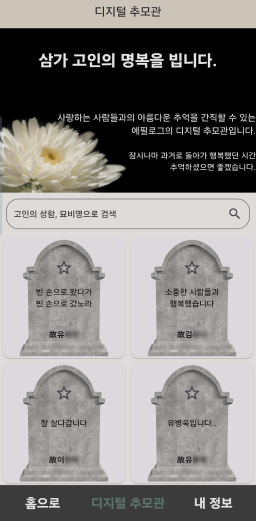 디지털 추모관
삼가 고인의 명복을 빕니다.
사랑하는 사람들과의 아름다운 추억을 간직할 수 있는
에필로그의 디지털 추모관입니다.
잠시나마 과거로 돌아가 행복했던 시간
추억하셨으면 좋겠습니다.
고인의 성함, 묘비명으로 검색
빈 손으로 왔다가
빈 손으로 갔노라
故유
소중한 사람들과
행복했습니다
故김
잘 살다갑니다
故이
유병욱입니다..
故유
홈으로
디지털 추모관
내 정보